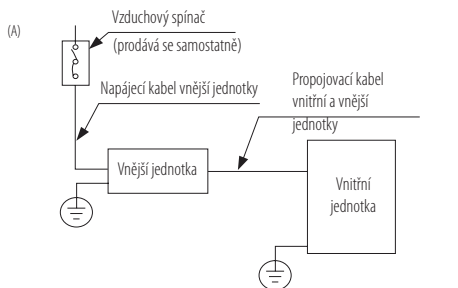 (A)
Vzduchový spínač
(prodává se samostatně)
Napájecí kabel vnější jednotky
Propojovací kabel
vnitřní a vnější
jednotky
Vnější jednotka
Vnitřní
jednotka